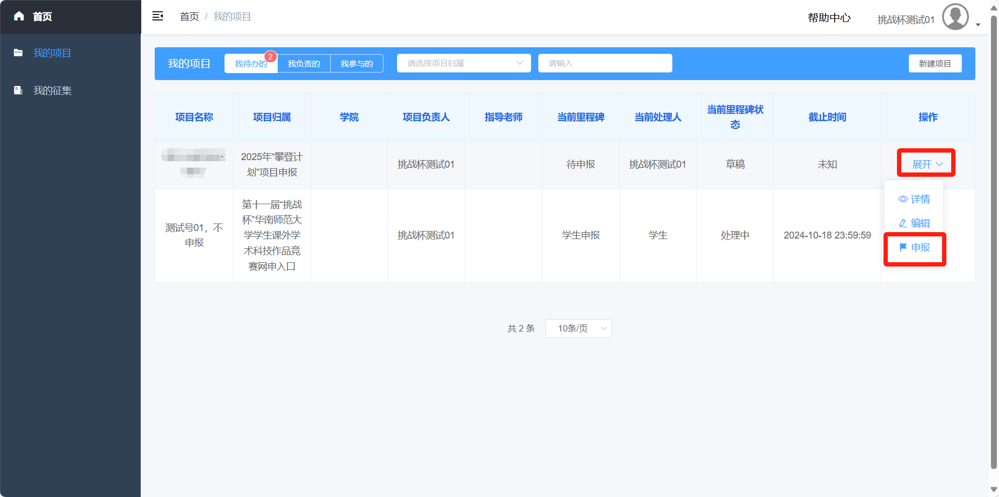 首页
首页 / 我的项目
帮助中心
挑战杯测试01
我的项目
我的征集
我的项目
我待办的
2
我负责的
我参与的
请选择项目归属
请输入
新建项目
项目名称
项目归属
学院
项目负责人
指导老师
当前里程碑
当前处理人
当前里程碑状
态
截止时间
操作
2025年“攀登计
划”项目申报
挑战杯测试01
待申报
挑战杯测试01
草稿
未知
展开
详情
编辑
申报
测试号01，不
申报
第十一届“挑战
杯”华南师范大
学学生课外学
术科技作品竞
赛网申入口
挑战杯测试01
学生申报
学生
处理中
2024-10-18 23:59:59
共 2 条
10条/页